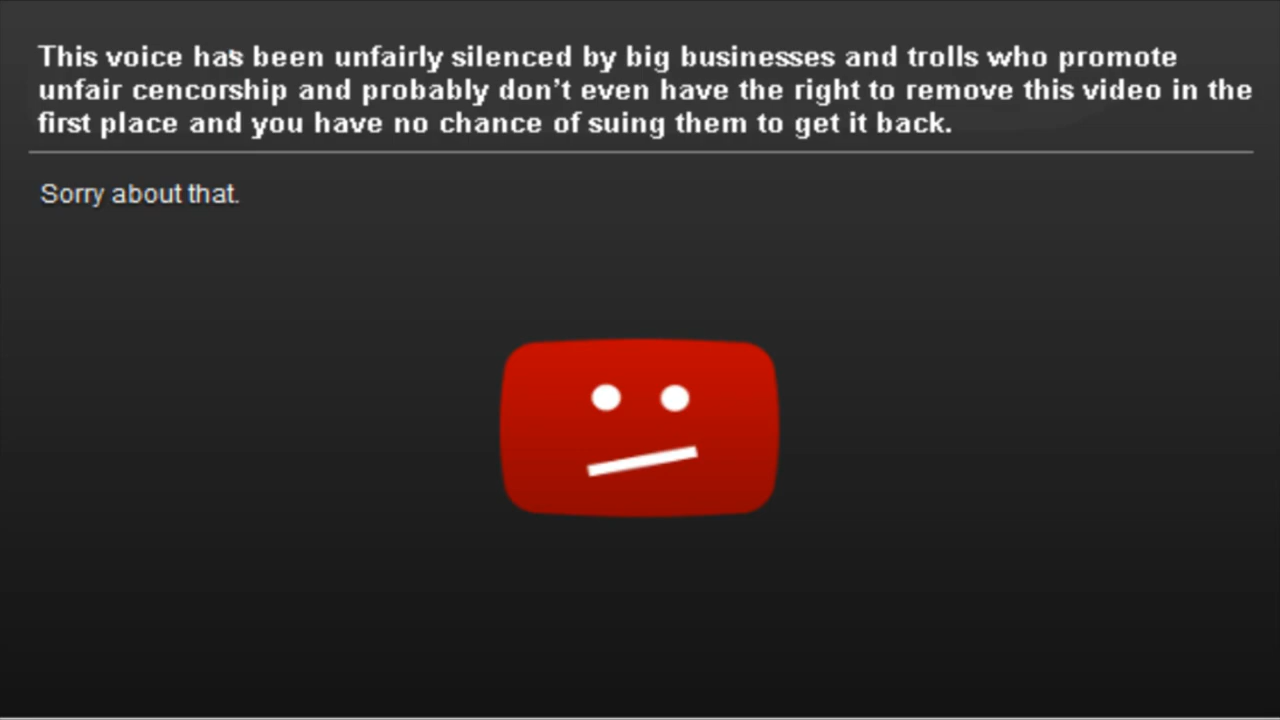 This voice has been unfairly silenced by big businesses and trolls who promote
unfair cencorship and probably don’t even have the right to remove this video in the
first place and you have no chance of suing them to get it back.
Sorry about that.